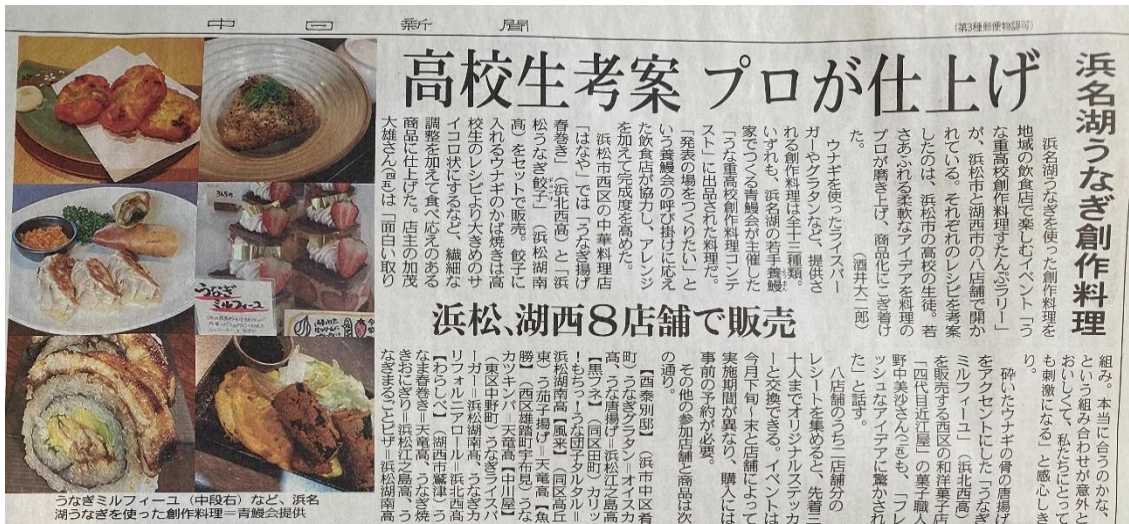 中日新聞
(第3種郵便物認可)
浜名湖うなぎ創作料理
高校生考案 プロが仕上げ
浜松、湖西8店舗で販売
浜名湖うなぎを使った創作料理を
地域の飲食店で楽しむイベント「う
な重高校創作料理すたんぷラリー」
が、浜松市と湖西市の八店舗で開か
れている。それぞれのレシピを考案
したのは、浜松市の高校の生徒。若
さあふれる柔軟なアイデアを料理の
プロが磨き上げ、商品化にこぎ着け
た。 (酒井大二郎)
ウナギを使ったライスバー
ガーやグラタンなど、提供さ
れる創作料理は全十三種類。
いずれも、浜名湖の若手養鰻
家でつくる青鰻会が主催した
「うな重高校創作料理コンテ
スト」に出品された料理だ。
「発表の場をつくりたい」と
いう養鰻会の呼び掛けに応え
た飲食店が協力し、アレンジ
を加えて完成度を高めた。
浜松市西区の中華料理店
「はなや」では「うなぎ揚げ
春巻き」(浜北西高)と「浜
松うなぎ餃子」(浜松湖南
高)をセットで販売。餃子に
入れるウナギのかば焼きは高
校生のレシピより大きめのサ
イコロ状にするなど、繊細な
調整を加えて食べ応えのある
商品に仕上げた。店主の加茂
大雄さんは「面白い取り
組み。本当に合うのかな、
という組み合わせが意外と
おいしくて、私たちにとって
も刺激になる」と感心しき
り。
砕いたウナギの骨の唐揚げ
をアクセントにした「うなぎ
ミルフィーユ」(浜北西高)
を販売する西区の和洋菓子店
「四代目近江屋」の菓子職人
野中美沙さんも、「フレ
ッシュなアイデアに驚かされ
た」と話す。
八店舗のうち二店舗分の
レシートを集めると、先着三
十人までオリジナルステッカ
ーと交換できる。イベントは
今月下旬~末と店舗によって
実施期間が異なり、購入には
事前の予約が必要。
その他の参加店舗と商品は次
の通り。
【酉泰別邸】(浜市中区肴
町)うなぎグラタン=オイスカ
高、うな唐揚げ=浜松江之島高
【黒フネ】(同区田町)カリッ
!もちっ!うな団子タルタル=
浜松湖南高【風来】(同区高丘
東)う茄子揚げ=天竜高【魚
勝】(西区雄踏町宇布見)うな
カツキンパ=天竜高【中川屋】
(東区中野町)うなぎライスバ
ーガー=浜松湖南高、うなぎカ
リフォルニアロール=浜北西高
【わらしべ】(湖西市鷲津)う
なま春巻き=天竜高、うなぎ焼
きおにぎり=浜松江之島高、う
なぎまるごとピザ=浜松湖南高
365円
うなぎ
ミルフィーユ
うなぎミルフィーユ(中段右)など、浜名
湖うなぎを使った創作料理=青鰻会提供